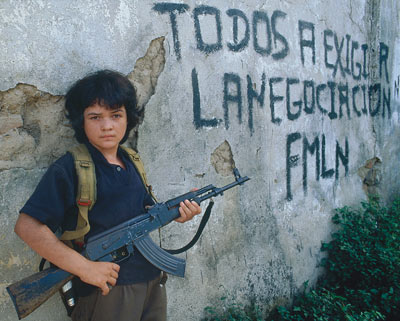 TODOS A EXIGIR
LA NEGOCIACION
FMLN